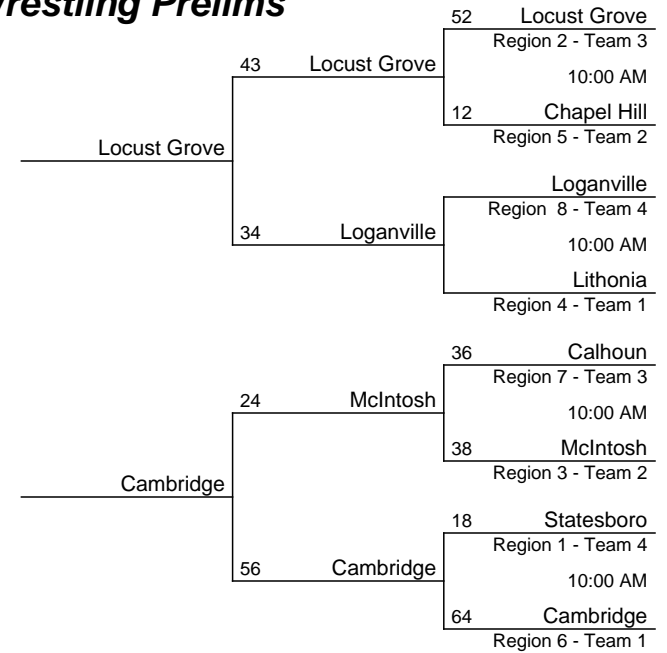 restling Prelims
52 Locust Grove
Region 2 - Team 3
43 Locust Grove
10:00 AM
12 Chapel Hill
Region 5 - Team 2
Locust Grove
Loganville
Region 8 - Team 4
34 Loganville
10:00 AM
Lithonia
Region 4 - Team 1
36 Calhoun
Region 7 - Team 3
24 McIntosh
10:00 AM
38 McIntosh
Region 3 - Team 2
Cambridge
18 Statesboro
Region 1 - Team 4
56 Cambridge
10:00 AM
64 Cambridge
Region 6 - Team 1